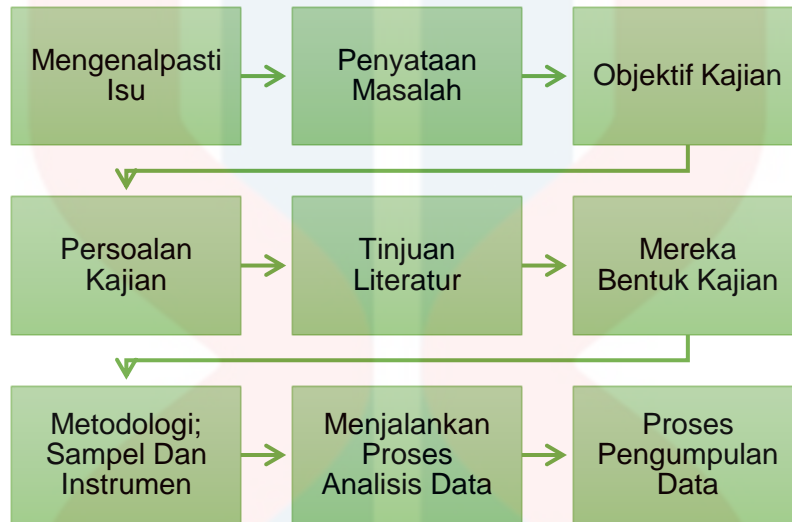 Mengenalpasti
Isu
Penyataan
Masalah
Objektif Kajian
Persoalan
Kajian
Tinjuan
Literatur
Mereka
Bentuk Kajian
Metodologi;
Sampel Dan
Instrumen
Menjalankan
Proses
Analisis Data
Proses
Pengumpulan
Data